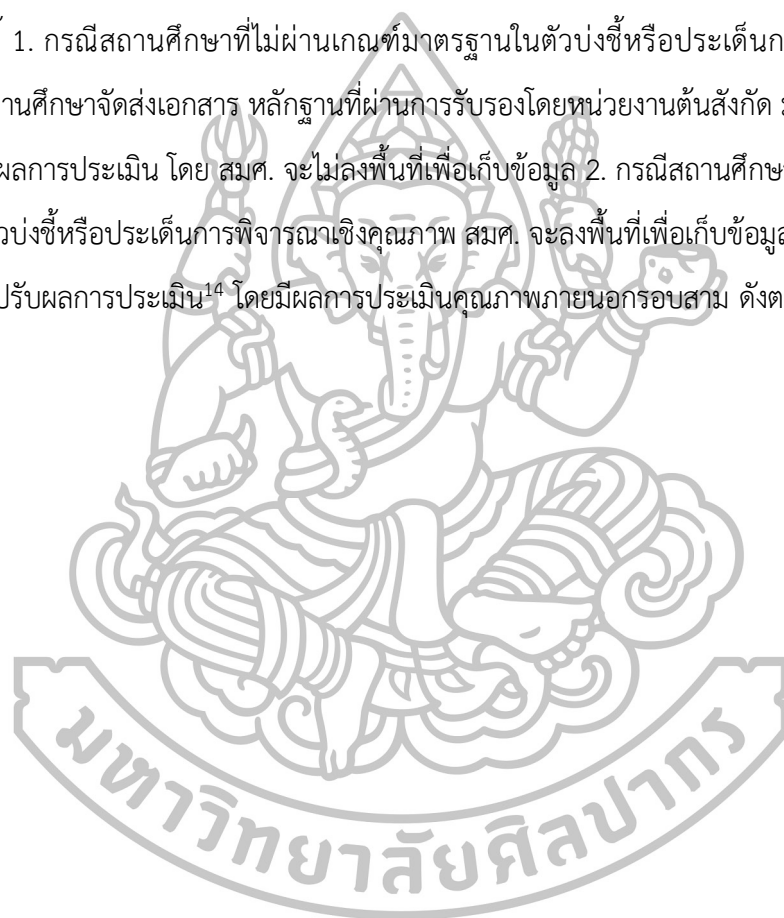 1. กรณีสถานศึกษาที่ไม่ผ่านเกณฑ์มาตรฐานในตัวบ่งชี้หรือประเด็นก
านศึกษาจัดส่งเอกสาร หลักฐานที่ผ่านการรับรองโดยหน่วยงานต้นสังกัด
ผลการประเมิน โดย สมศ. จะไม่ลงพื้นที่เพื่อเก็บข้อมูล 2. กรณีสถานศึกษ
วบ่งชี้หรือประเด็นการพิจารณาเชิงคุณภาพ สมศ. จะลงพื้นที่เพื่อเก็บข้อมูล
ปรับผลการประเมิน14 โดยมีผลการประเมินคุณภาพภายนอกรอบสาม ดังต
มหาวิทยาลัยศิลปากร